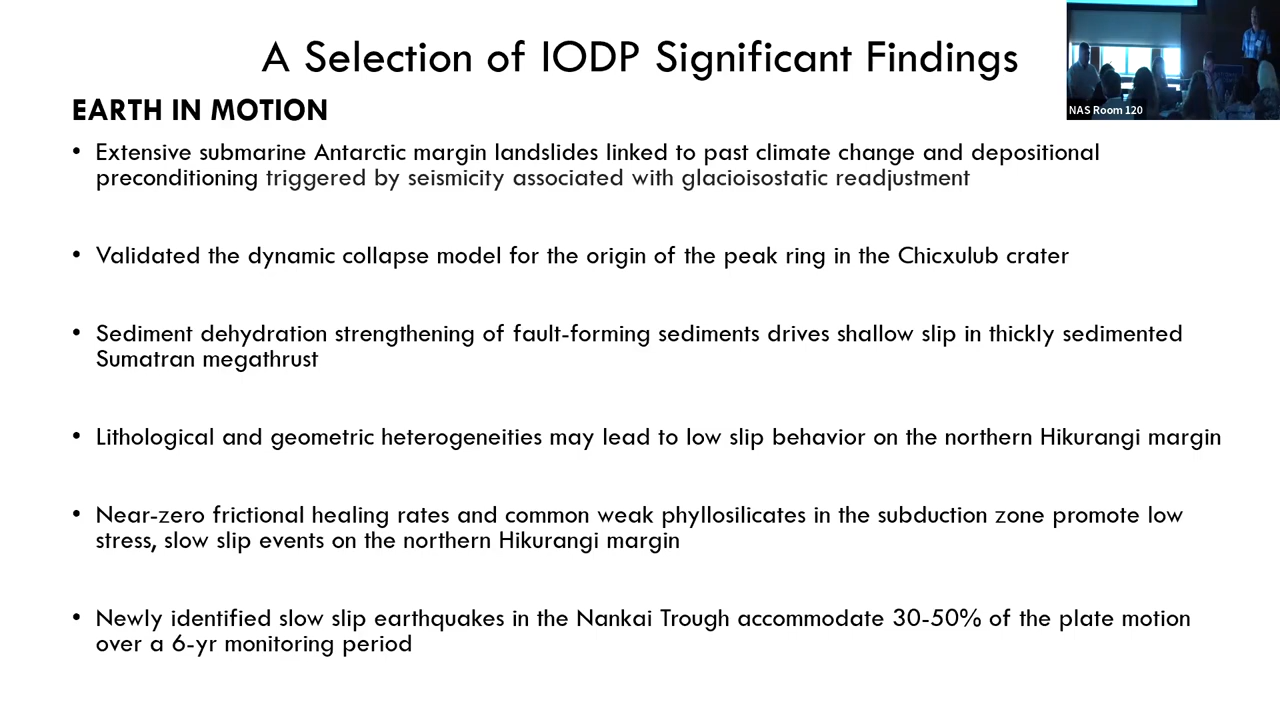 A Selection of IODP Significant Findings
NAS Room 120
EARTH IN MOTION
• Extensive submarine Antarctic margin landslides linked to past climate change and depositional
preconditioning triggered by seismicity associated with glacioisostatic readjustment
• Validated the dynamic collapse model for the origin of the peak ring in the Chicxulub crater
• Sediment dehydration strengthening of fault-forming sediments drives shallow slip in thickly sedimented
Sumatran megathrust
• Lithological and geometric heterogeneities may lead to low slip behavior on the northern Hikurangi margin
• Near-zero frictional healing rates and common weak phyllosilicates in the subduction zone promote low
stress, slow slip events on the northern Hikurangi margin
• Newly identified slow slip earthquakes in the Nankai Trough accommodate 30-50% of the plate motion
over a 6-yr monitoring period